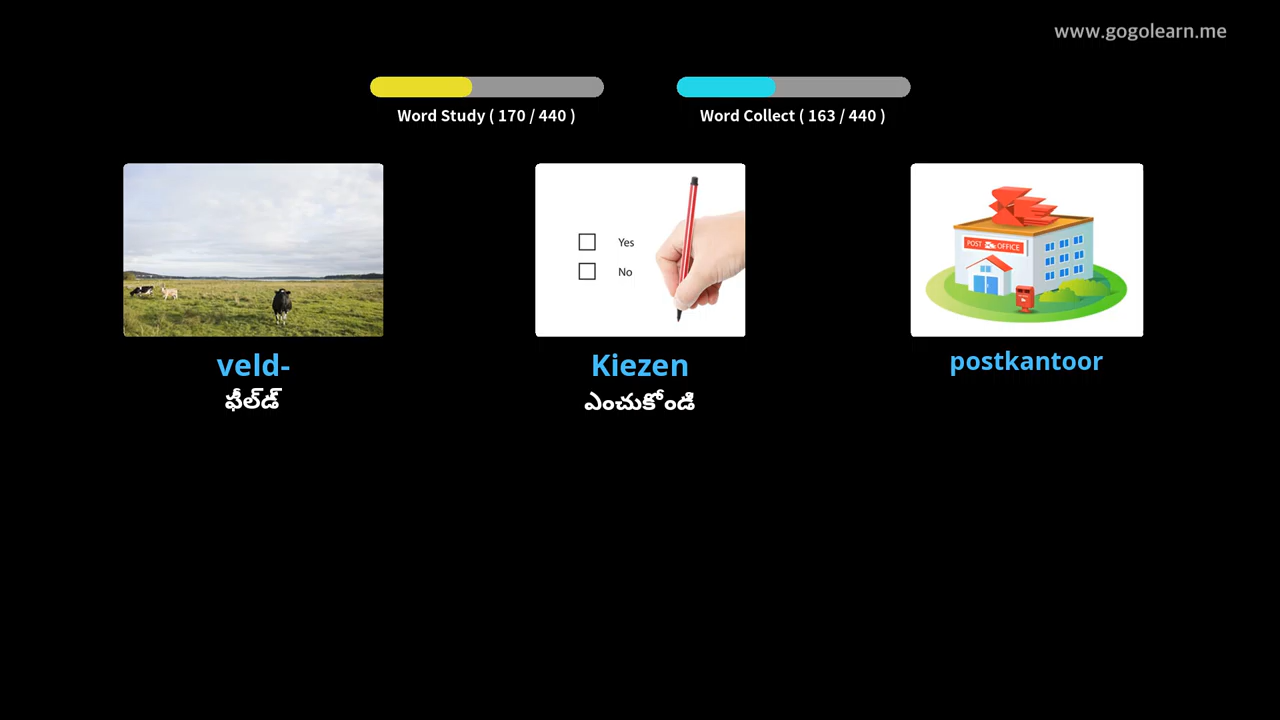 www.gogolearn.me
Word Study ( 170 / 440 )
Word Collect ( 163 / 440 )
Yes
No
POST OFFICE
veld-
ఫీల్డ్
Kiezen
ఎంచుకోండి
postkantoor